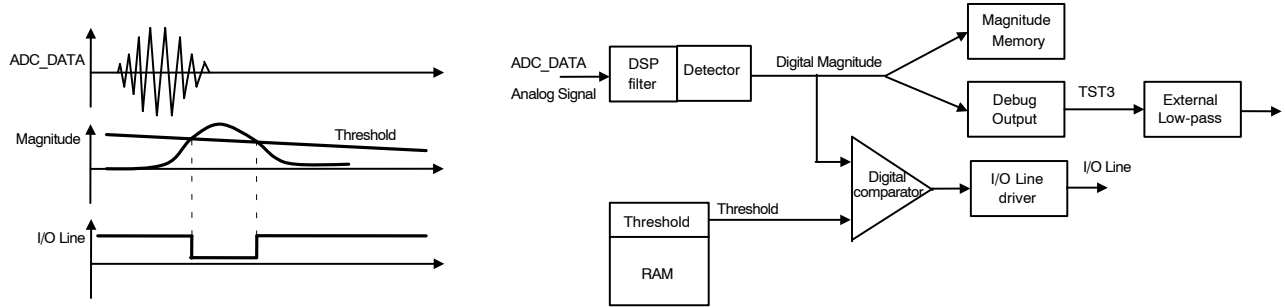 ADC_DATA
Magnitude
Threshold
I/O Line
ADC_DATA
Analog Signal
DSP
filter
Detector
Digital Magnitude
Magnitude
Memory
Debug
Output
TST3
External
Low-pass
Digital
comparator
I/O Line
driver
I/O Line
Threshold
Threshold
RAM